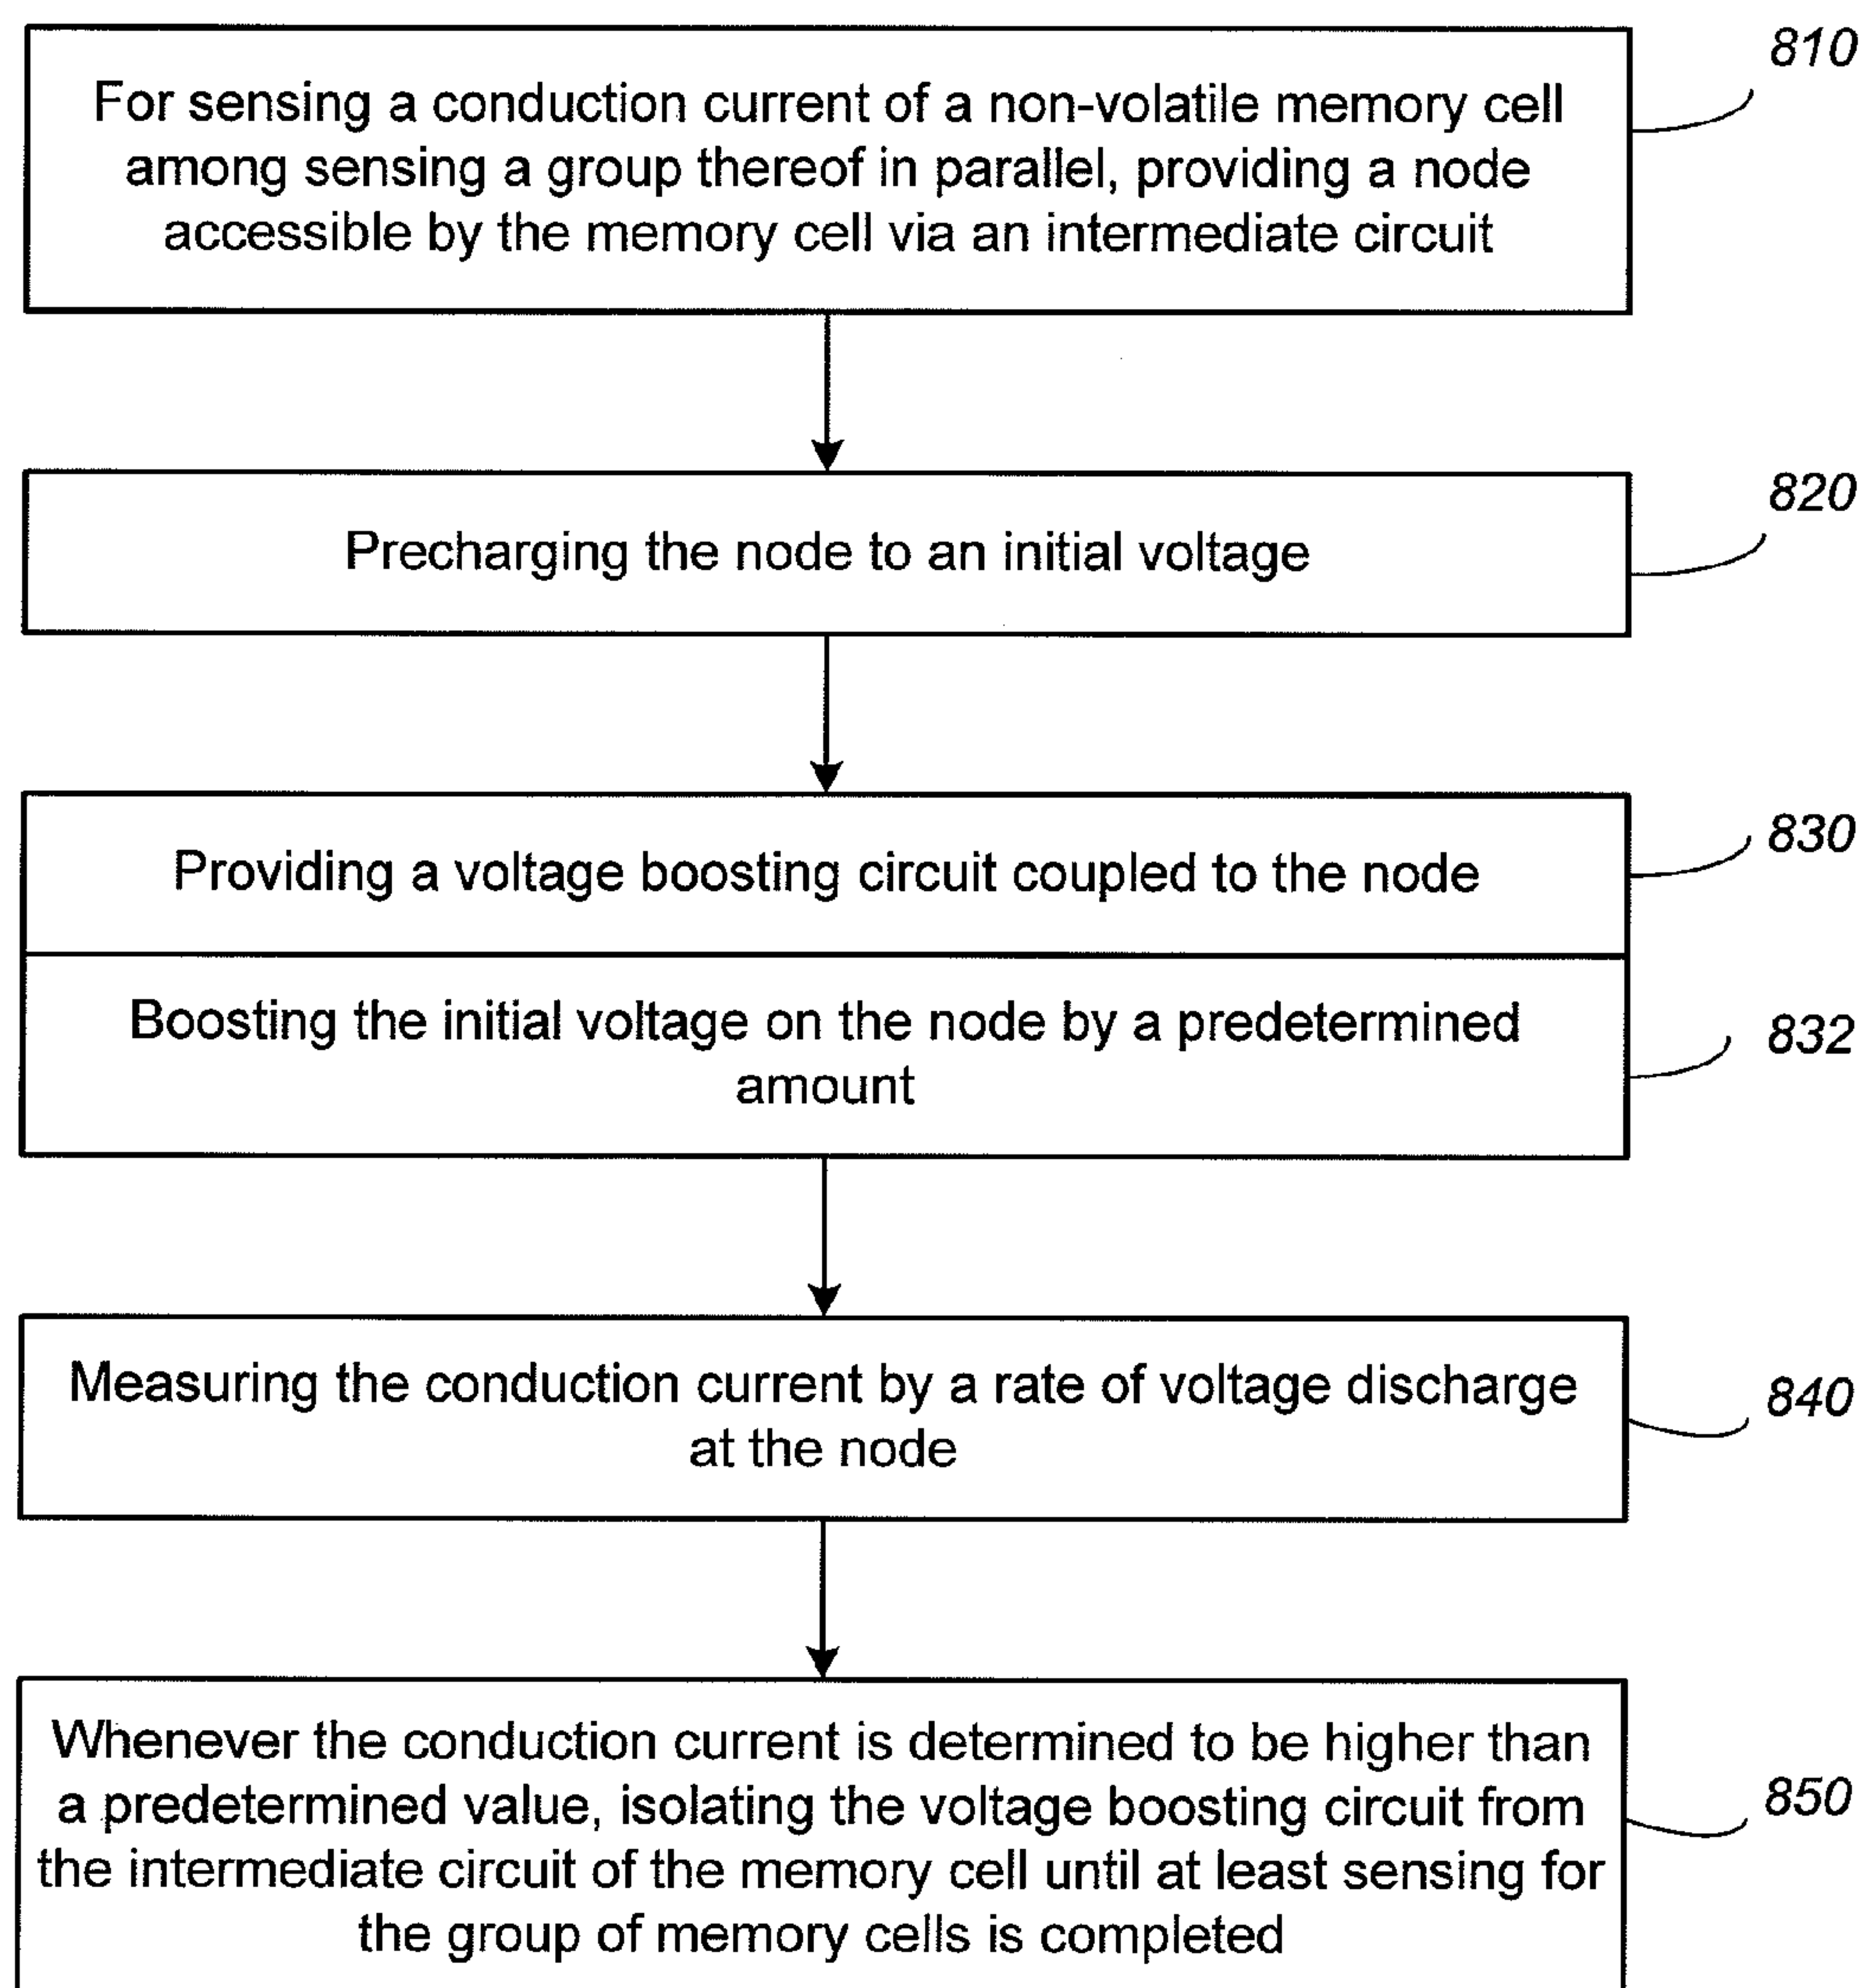 810
For sensing a conduction current of a non-volatile memory cell
among sensing a group thereof in parallel, providing a node
accessible by the memory cell via an intermediate circuit
820
Precharging the node to an initial voltage
830
Providing a voltage boosting circuit coupled to the node
Boosting the initial voltage on the node by a predetermined
832
amount
Measuring the conduction current by a rate of voltage discharge
840
at the node
Whenever the conduction current is determined to be higher than
a predetermined value, isolating the voltage boosting circuit from
850
the intermediate circuit of the memory cell until at least sensing for
the group of memory cells is completed